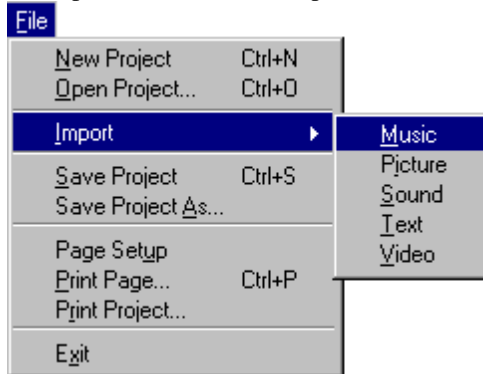 File
New Project Ctrl+N
Open Project... Ctrl+O
Import
Music
Picture
Sound
Text
Video
Save Project Ctrl+S
Save Project As...
Page Setup
Print Page... Ctrl+P
Print Project...
Exit